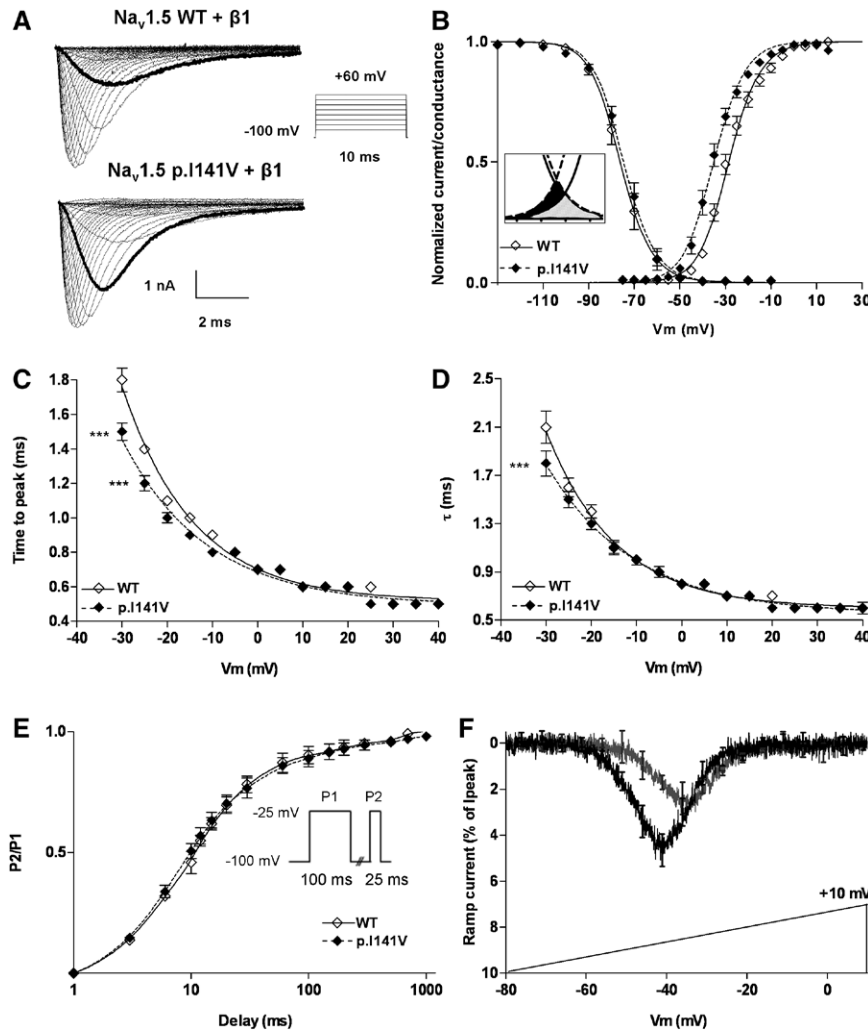 A
Nav1.5 WT + β1
+60 mV
-100 mV
10 ms
Nav1.5 p.I141V + β1
1 nA
2 ms
B
Normalized current/conductance
1.0
0.5
0.0
WT
p.I141V
-110 -90 -70 -50 -30 -10 10 30
Vm (mV)
C
Time to peak (ms)
1.8
1.6
1.4
1.2
1.0
0.8
0.6
0.4
***
***
WT
p.I141V
-40 -30 -20 -10 0 10 20 30 40
Vm (mV)
D
τ (ms)
2.5
2.1
1.7
1.3
0.9
0.5
***
WT
p.I141V
-40 -30 -20 -10 0 10 20 30 40
Vm (mV)
E
P2/P1
1.0
0.5
P1 P2
-25 mV
-100 mV
100 ms 25 ms
WT
p.I141V
1 10 100 1000
Delay (ms)
F
Ramp current (% of Ipeak)
0
2
4
6
8
10
+10 mV
-80 -60 -40 -20 0
Vm (mV)